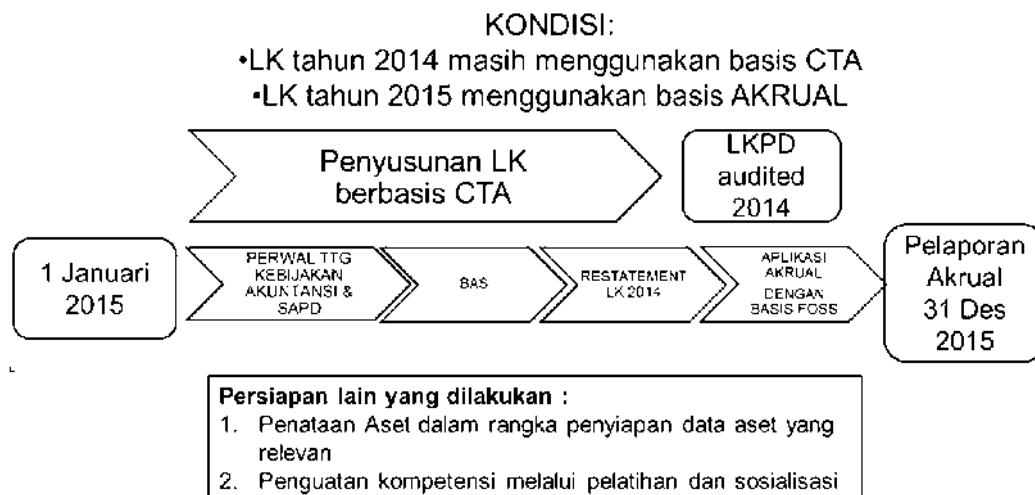 KONDISI:
•LK tahun 2014 masih menggunakan basis CTA
•LK tahun 2015 menggunakan basis AKRUAL
Penyusunan LK
berbasis CTA
LKPD
audited
2014
1 Januari
2015
PERWAL TTG
KEBIJAKAN
AKUNTANSI &
SAPD
BAS
RESTATEMENT
LK 2014
APLIKASI
AKRUAL
DENGAN
BASIS FOSS
Pelaporan
Akrual
31 Des
2015
Persiapan lain yang dilakukan :
1. Penataan Aset dalam rangka penyiapan data aset yang
relevan
2. Penguatan kompetensi melalui pelatihan dan sosialisasi